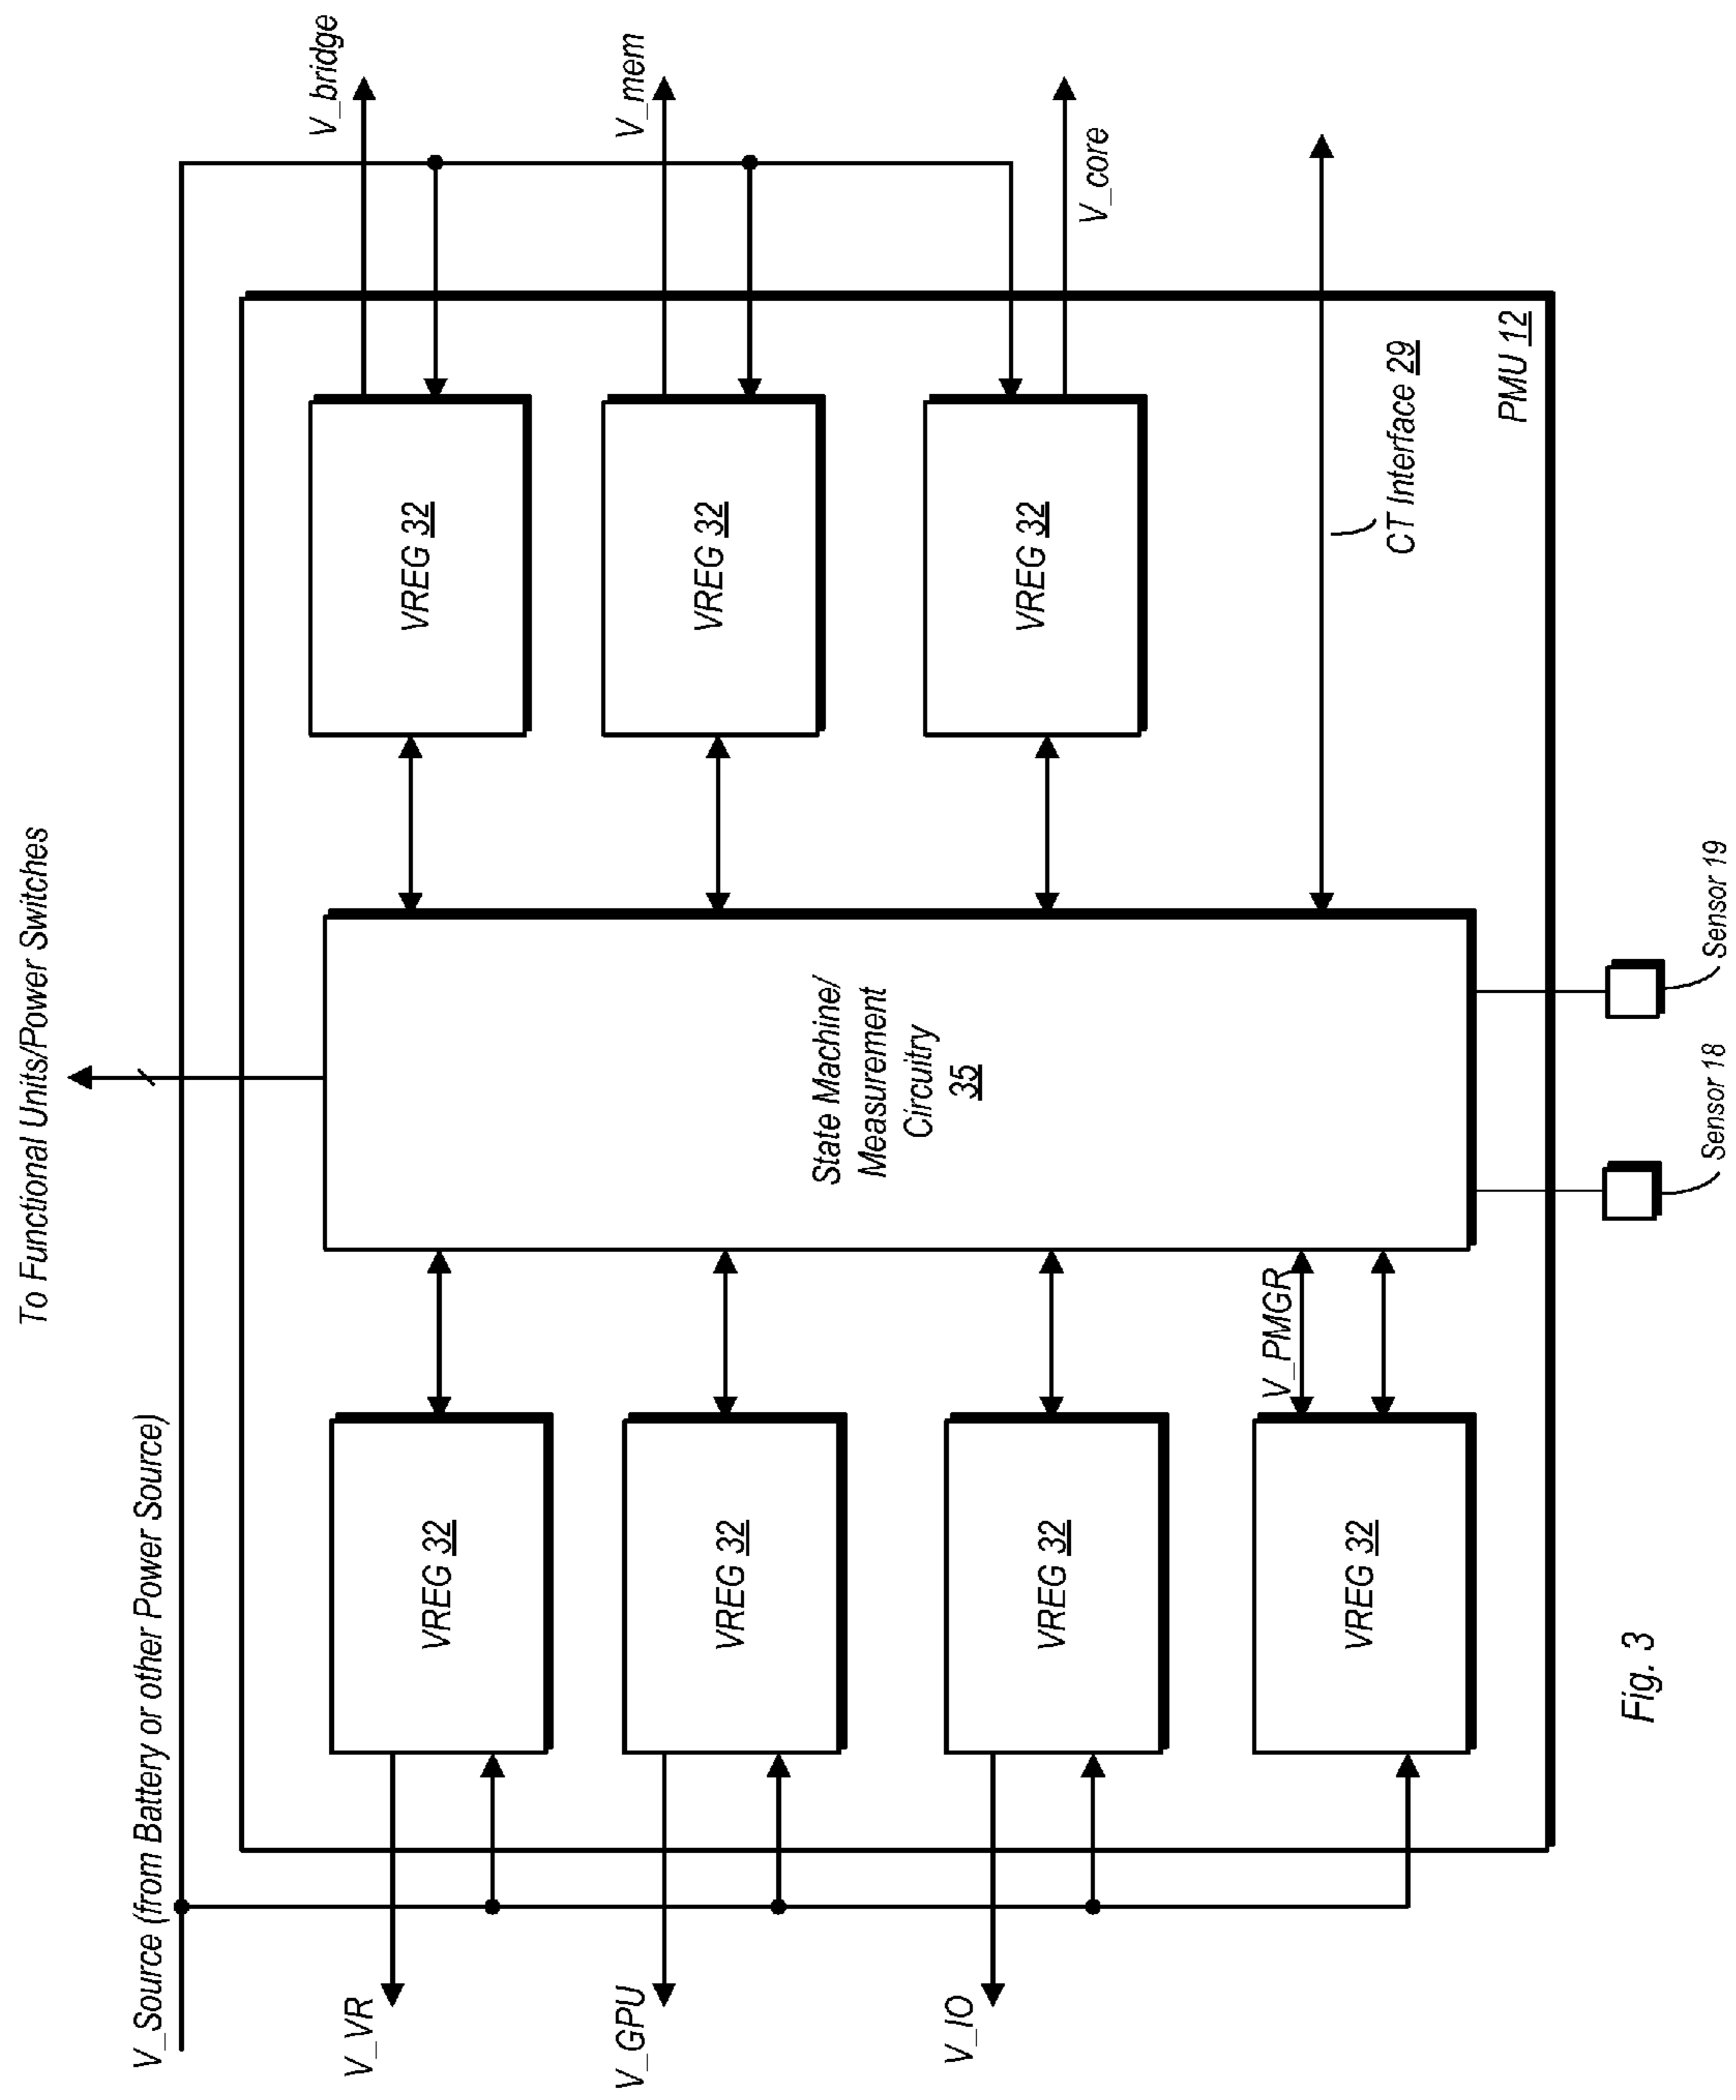 To Functional Units/Power Switches
V_Source (from Battery or other Power Source)
V_VR
VREG 32
VREG 32
V_bridge
V_GPU
VREG 32
State Machine/
Measurement
Circuitry
35
VREG 32
V_mem
V_IO
VREG 32
VREG 32
V_core
V_PMGR
VREG 32
CT Interface 29
PMU 12
Sensor 18
Sensor 19
Fig. 3